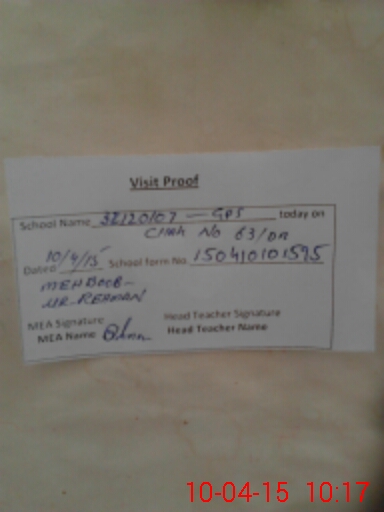 Visit Proof
School Name 32120107 - GPS today on
Chak No 63/DB
Dated 10/4/15 School form No. 150410101595
MEHBOOB-
UR-REHMAN
MEA Signature Head Teacher Signature
MEA Name Head Teacher Name
10-04-15 10:17